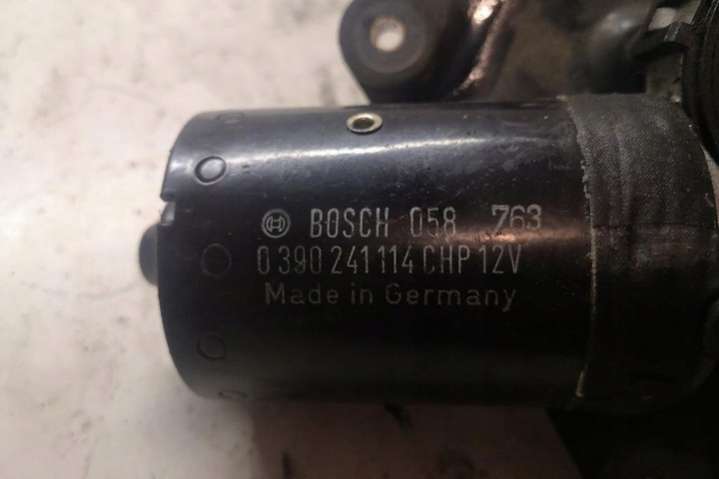 BOSCH 058 763
0 390 241 114 CHP 12V
Made in Germany